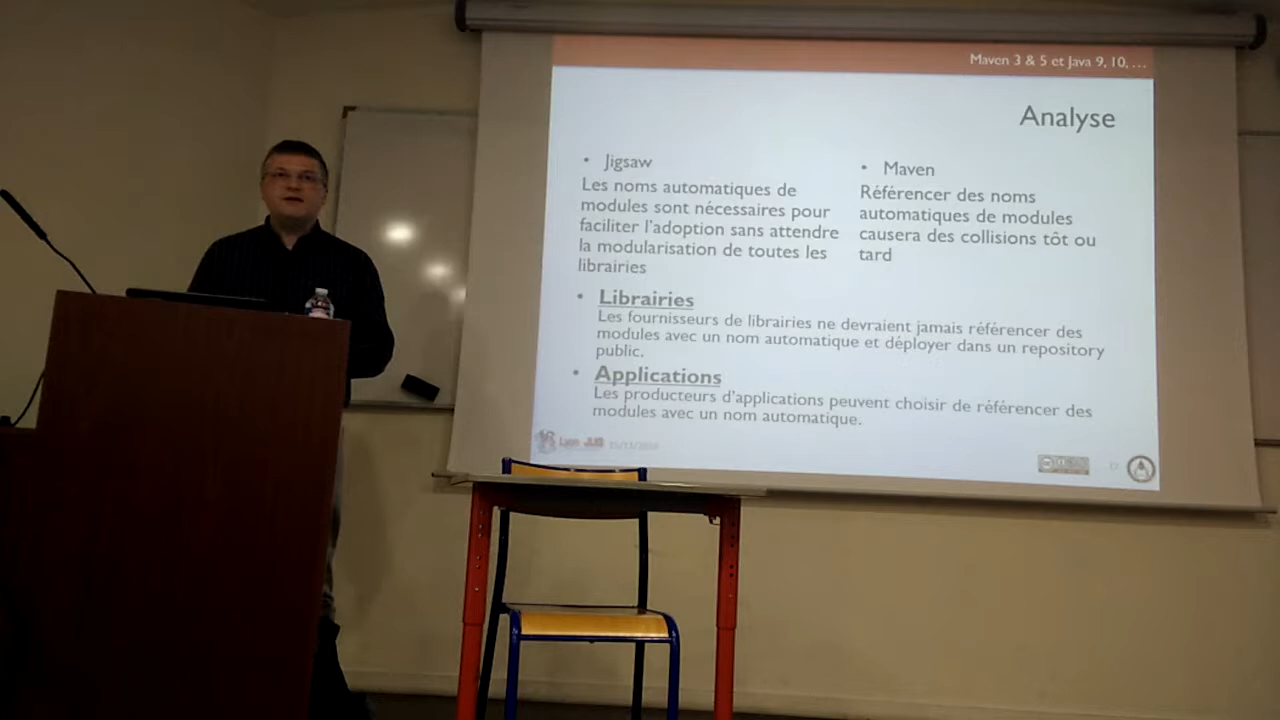 Maven 3 & 5 et Java 9, 10, …
Analyse
• Jigsaw
Les noms automatiques de
modules sont nécessaires pour
faciliter l'adoption sans attendre
la modularisation de toutes les
librairies
• Maven
Référencer des noms
automatiques de modules
causera des collisions tôt ou
tard
• Librairies
Les fournisseurs de librairies ne devraient jamais référencer des
modules avec un nom automatique et déployer dans un repository
public.
• Applications
Les producteurs d'applications peuvent choisir de référencer des
modules avec un nom automatique.
Lyon JUG